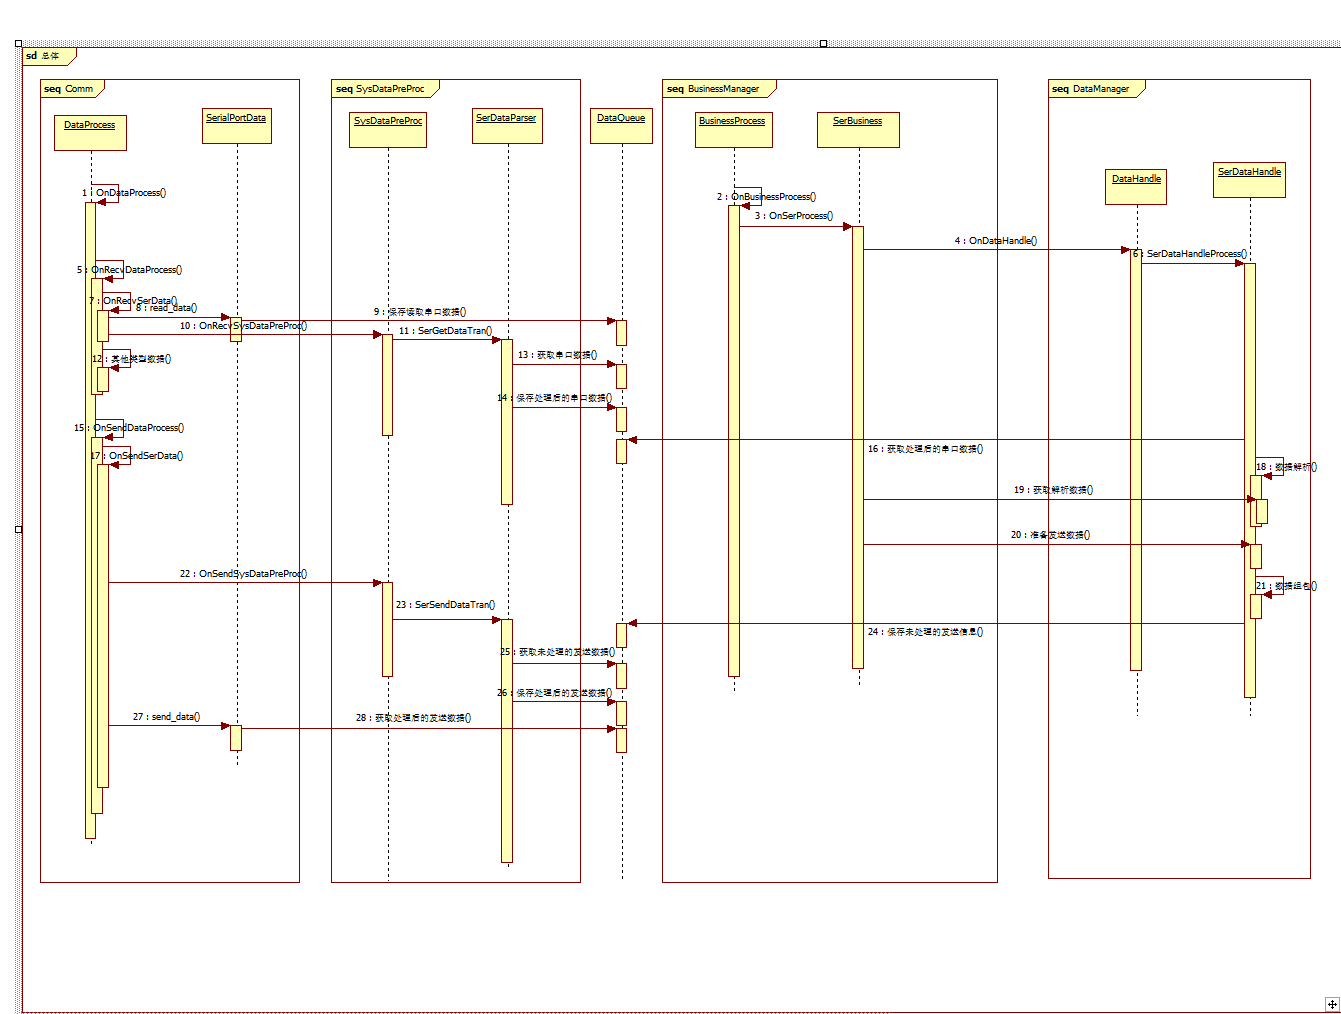 sd 总体
seq Comm
seq SysDataPreProc
seq BusinessManager
seq DataManager
DataProcess
SerialPortData
SysDataPreProc
SerDataParser
DataQueue
BusinessProcess
SerBusiness
DataHandle
SerDataHandle
1 : OnDataProcess()
2 : OnBusinessProcess()
3 : OnSerProcess()
4 : OnDataHandle()
5 : OnRecvDataProcess()
6 : SerDataHandleProcess()
7 : OnRecvSerData()
8 : read_data()
9 : 保存读取串口数据()
10 : OnRecvSysDataPreProc()
11 : SerGetDataTran()
12 : 其他类型数据()
13 : 获取串口数据()
14 : 保存处理后的串口数据()
15 : OnSendDataProcess()
16 : 获取处理后的串口数据()
17 : OnSendSerData()
18 : 数据解析()
19 : 获取解析数据()
20 : 准备发送数据()
21 : 数据组包()
22 : OnSendSysDataPreProc()
23 : SerSendDataTran()
24 : 保存未处理的发送信息()
25 : 获取未处理的发送数据()
26 : 保存处理后的发送数据()
27 : send_data()
28 : 获取处理后的发送数据()